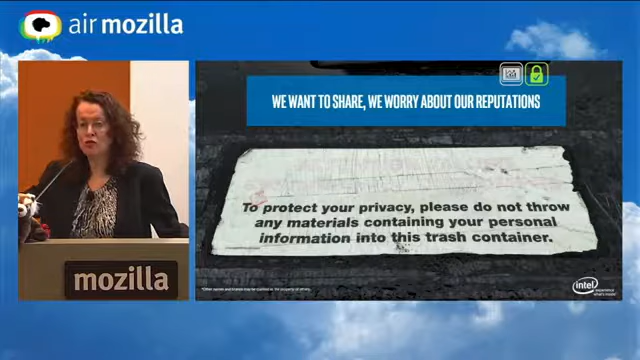 air mozilla
WE WANT TO SHARE, WE WORRY ABOUT OUR REPUTATIONS
To protect your privacy, please do not throw
any materials containing your personal
information into this trash container.
mozilla
intel